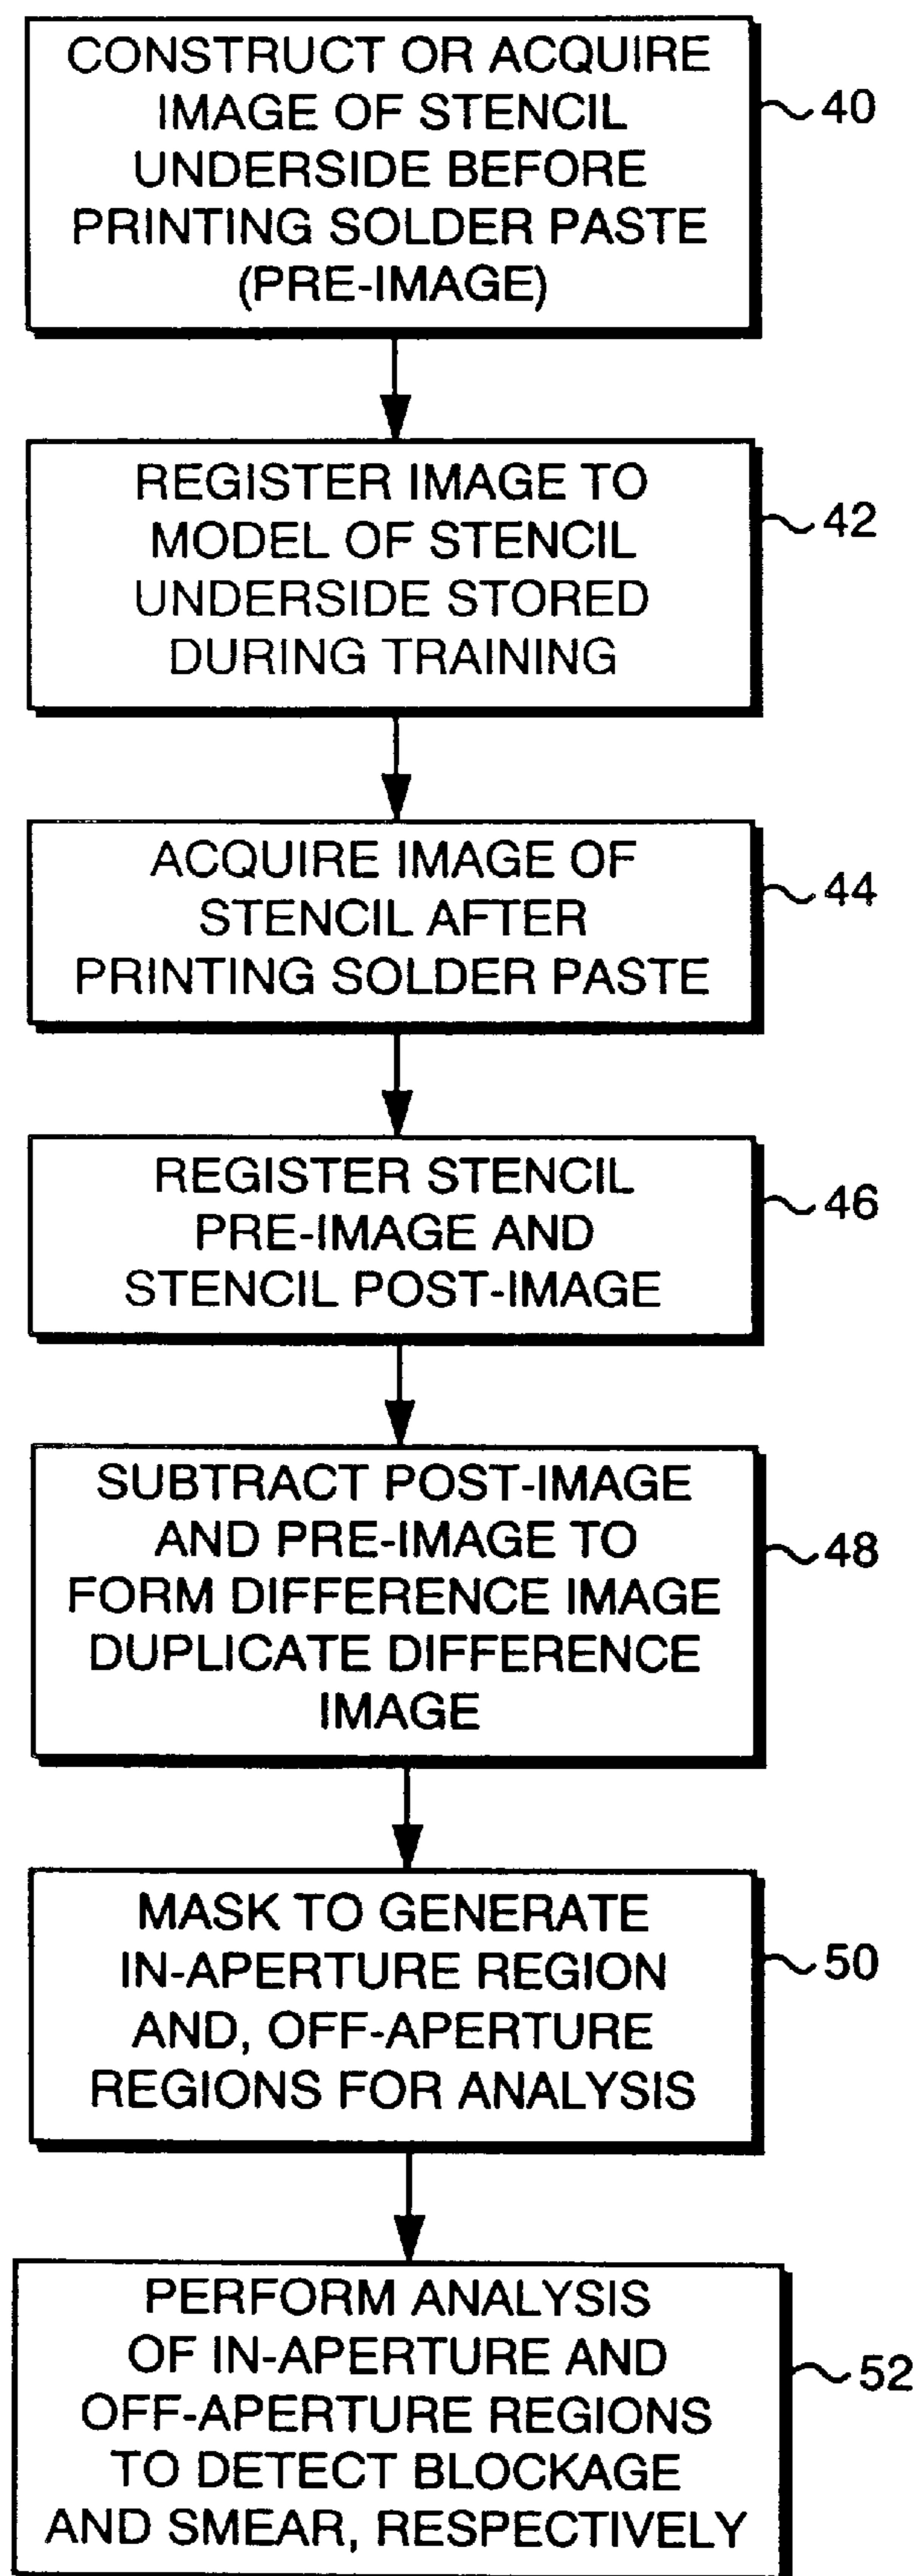 CONSTRUCT OR ACQUIRE
IMAGE OF STENCIL
UNDERSIDE BEFORE
PRINTING SOLDER PASTE
(PRE-IMAGE)
40
REGISTER IMAGE TO
MODEL OF STENCIL
UNDERSIDE STORED
DURING TRAINING
42
ACQUIRE IMAGE OF
STENCIL AFTER
PRINTING SOLDER PASTE
44
REGISTER STENCIL
PRE-IMAGE AND
STENCIL POST-IMAGE
46
SUBTRACT POST-IMAGE
AND PRE-IMAGE TO
FORM DIFFERENCE IMAGE
DUPLICATE DIFFERENCE
IMAGE
48
MASK TO GENERATE
IN-APERTURE REGION
AND, OFF-APERTURE
REGIONS FOR ANALYSIS
50
PERFORM ANALYSIS
OF IN-APERTURE AND
OFF-APERTURE REGIONS
TO DETECT BLOCKAGE
AND SMEAR, RESPECTIVELY
52